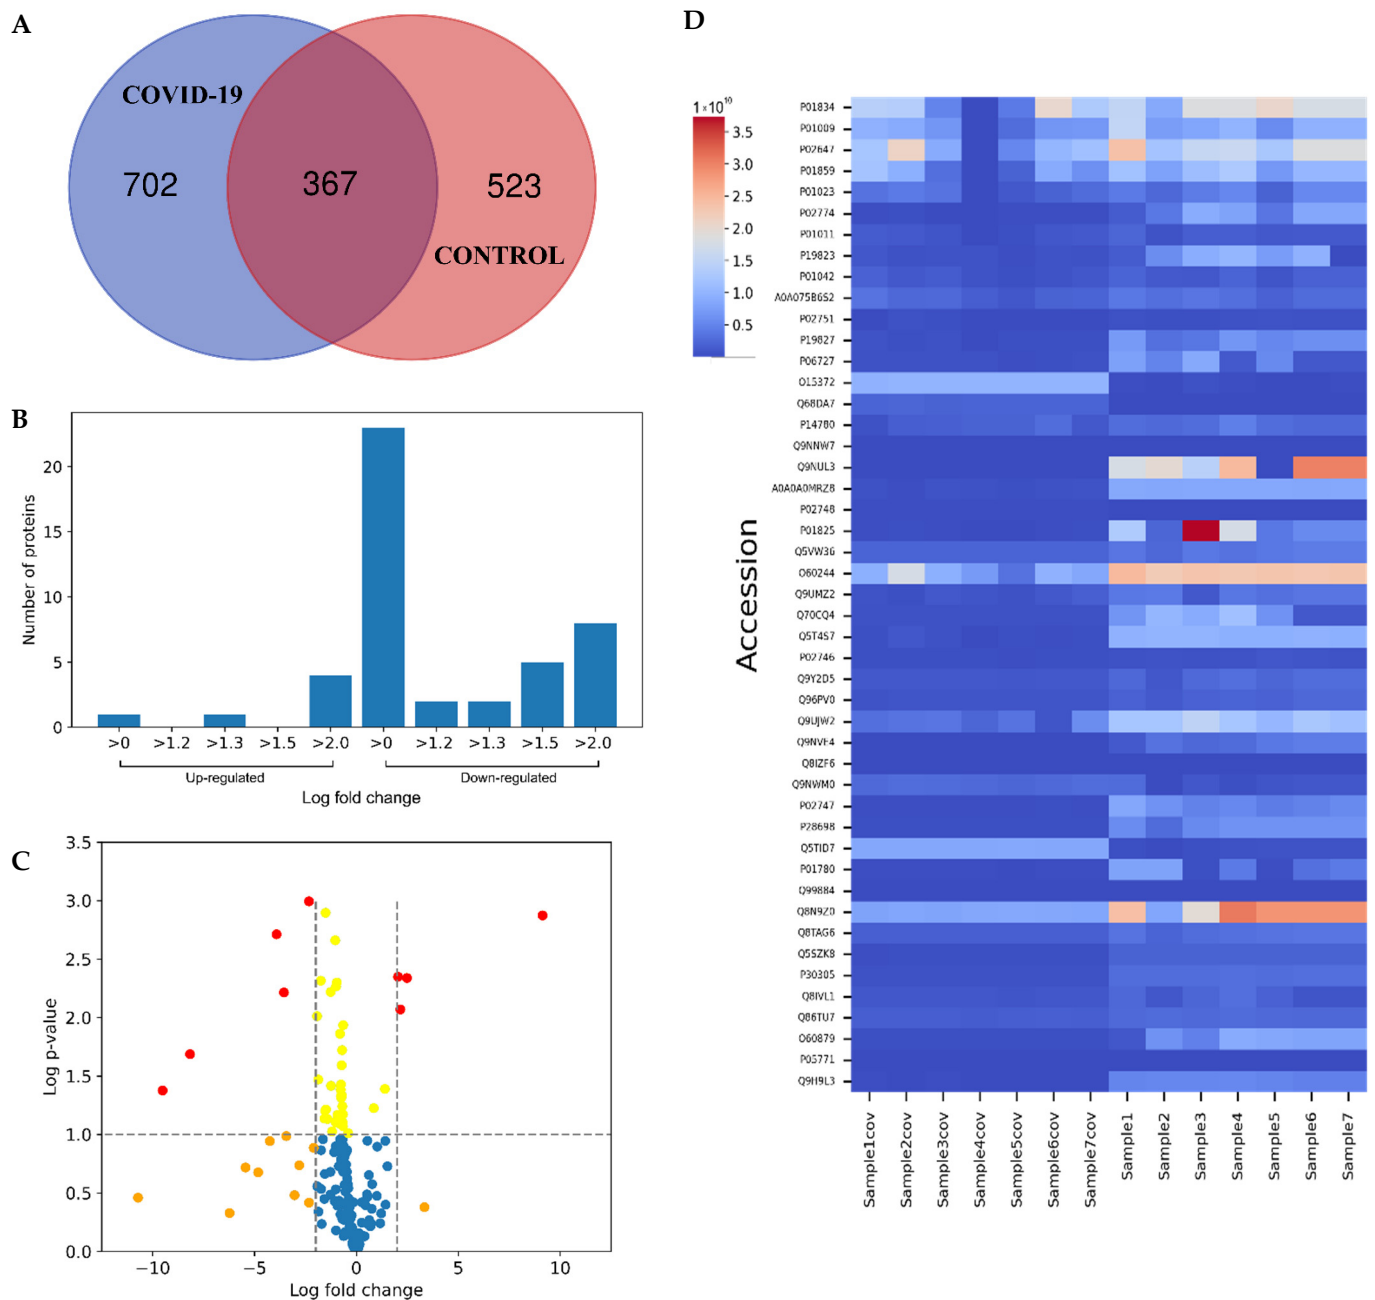 A
COVID-19
702
367
523
CONTROL
B
Number of proteins
20
15
10
5
0
>0 >1.2 >1.3 >1.5 >2.0 >0 >1.2 >1.3 >1.5 >2.0
Up-regulated Down-regulated
Log fold change
C
Log p-value
3.5
3.0
2.5
2.0
1.5
1.0
0.5
0.0
−10 −5 0 5 10
Log fold change
D
3.5
3.0
2.5
2.0
1.5
1.0
0.5
Accession
P01834
P01009
P02647
P01859
P01023
P02774
P01011
P19823
P01042
A0A075B6S2
P02751
P19827
P06727
O15372
Q68DA7
P14780
Q9NNW7
Q9NUL3
A0A0A0MRZ8
P02748
P01825
Q5VW36
O60244
Q9UMZ2
Q70CQ4
Q5T4S7
P02746
Q9Y2D5
Q96PV0
Q9UJW2
Q9NVE4
Q8IZF6
Q9NWM0
P02747
P28698
Q5TID7
P01780
Q99884
Q8N9Z0
Q8TAG6
Q5SZK8
P30305
Q8IVL1
Q86TU7
O60879
P05771
Q9H9L3
Sample1cov
Sample2cov
Sample3cov
Sample4cov
Sample5cov
Sample6cov
Sample7cov
Sample1
Sample2
Sample3
Sample4
Sample5
Sample6
Sample7